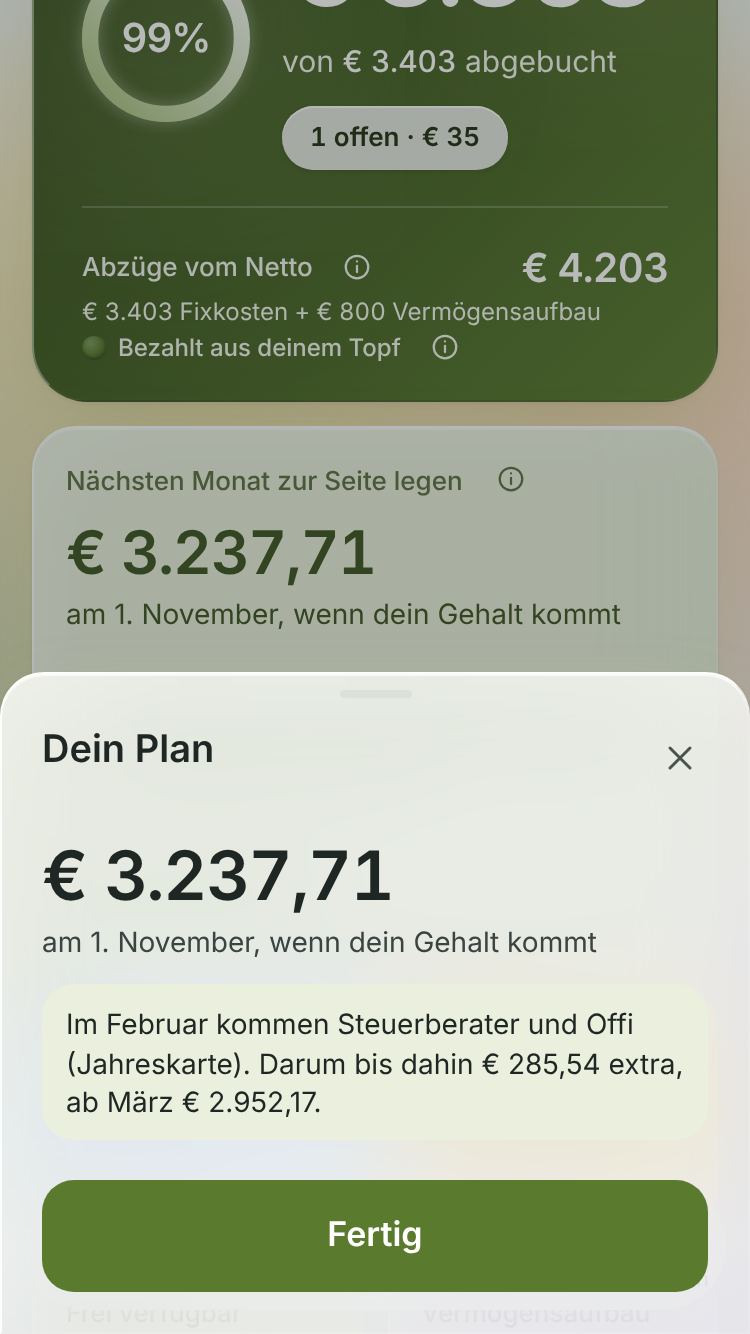 99%
von € 3.403 abgebucht
1 offen · € 35
Abzüge vom Netto
€ 4.203
€ 3.403 Fixkosten + € 800 Vermögensaufbau
Bezahlt aus deinem Topf
Nächsten Monat zur Seite legen
€ 3.237,71
am 1. November, wenn dein Gehalt kommt
Dein Plan
€ 3.237,71
am 1. November, wenn dein Gehalt kommt
Im Februar kommen Steuerberater und Offi
(Jahreskarte). Darum bis dahin € 285,54 extra,
ab März € 2.952,17.
Fertig
Frei verfügbar
Vermögensaufbau